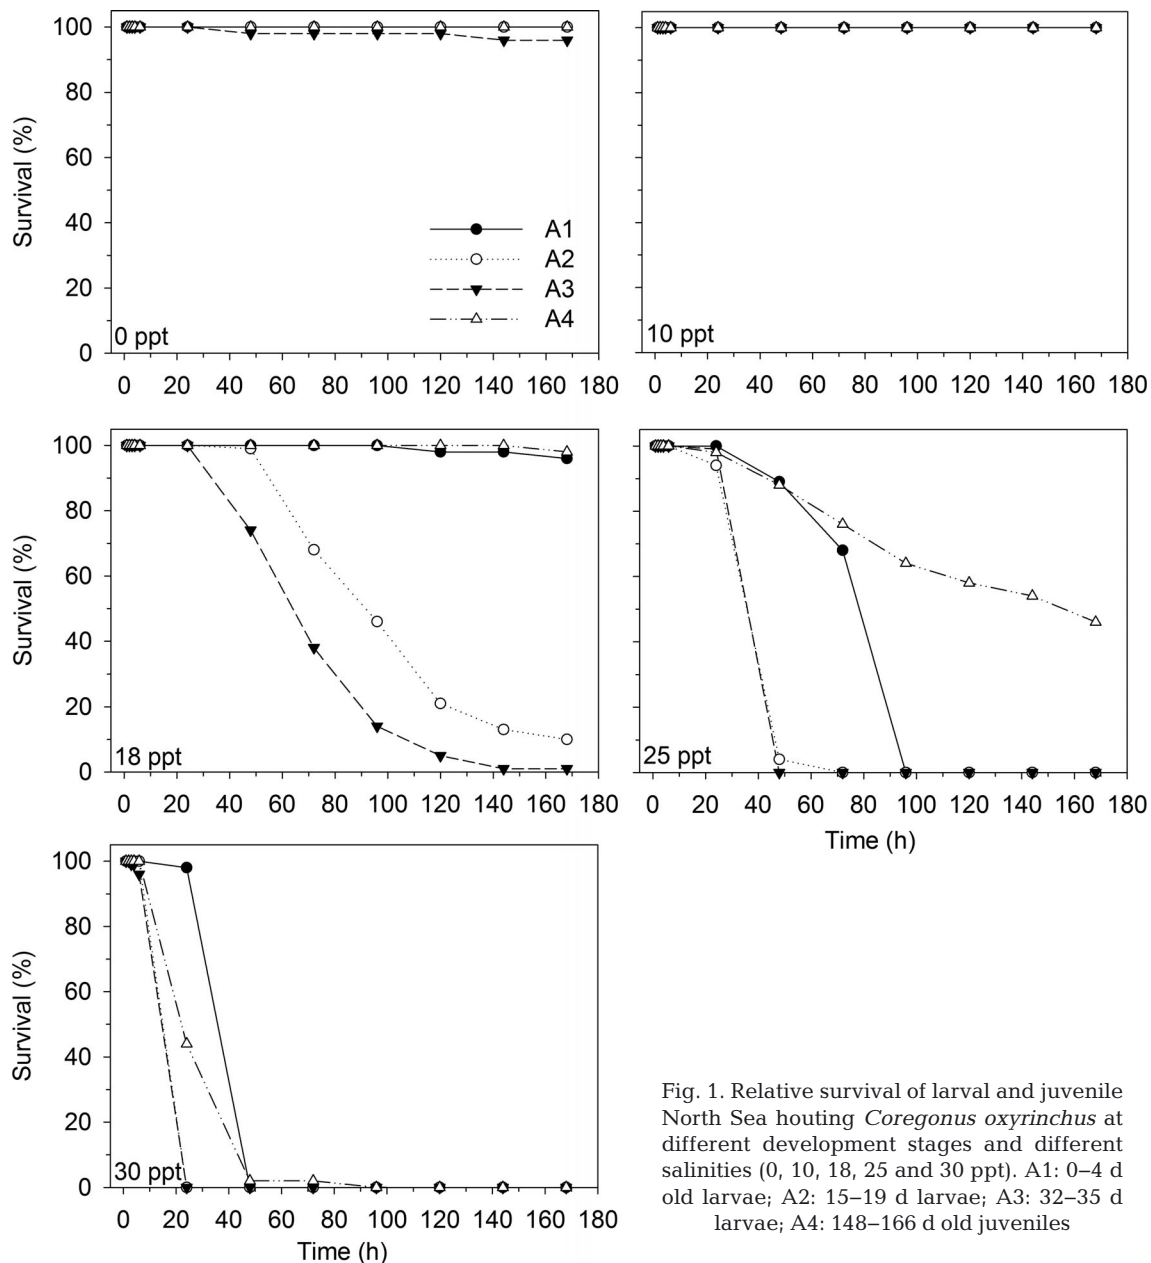 100
80
60
40
20
0
Survival (%)
A1
A2
A3
A4
0 ppt
0 20 40 60 80 100 120 140 160 180
10 ppt
0 20 40 60 80 100 120 140 160 180
100
80
60
40
20
0
Survival (%)
18 ppt
0 20 40 60 80 100 120 140 160 180
25 ppt
0 20 40 60 80 100 120 140 160 180
Time (h)
100
80
60
40
20
0
Survival (%)
30 ppt
0 20 40 60 80 100 120 140 160 180
Time (h)
Fig. 1. Relative survival of larval and juvenile
North Sea houting Coregonus oxyrinchus at
different development stages and different
salinities (0, 10, 18, 25 and 30 ppt). A1: 0–4 d
old larvae; A2: 15–19 d larvae; A3: 32–35 d
larvae; A4: 148–166 d old juveniles